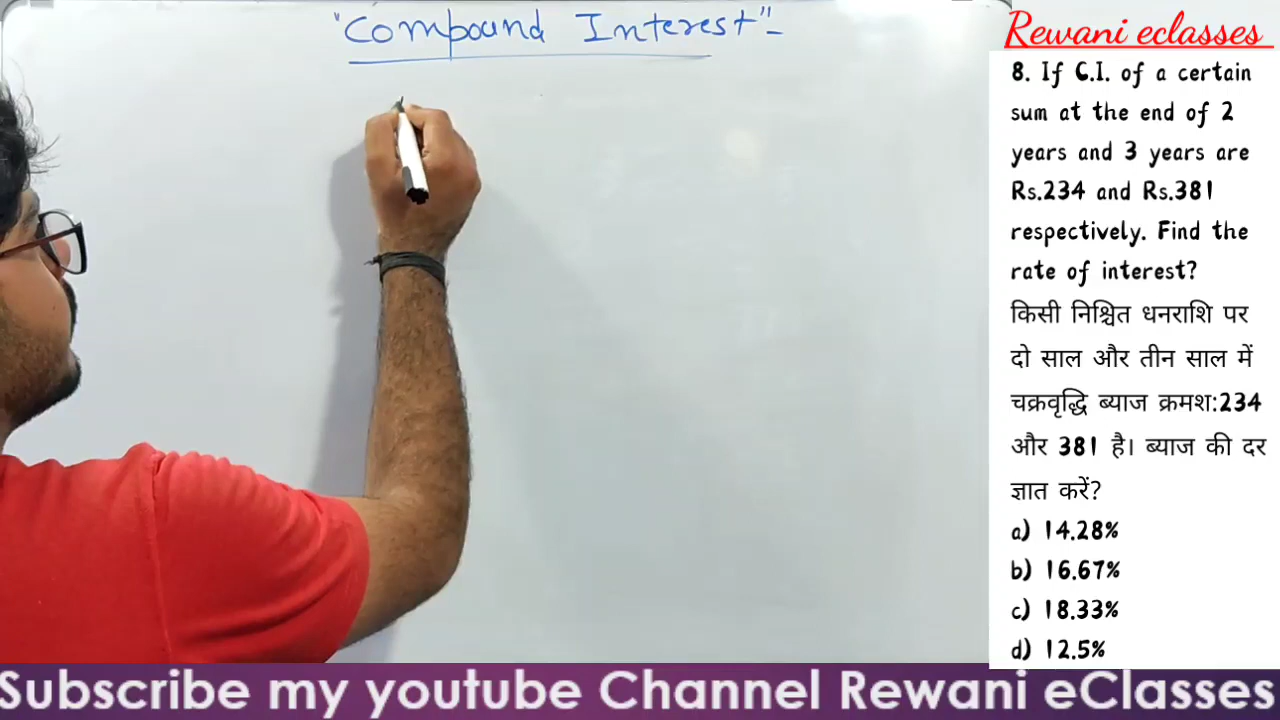 "Compound Interest"-
Rewani eclasses
8. If C.I. of a certain
sum at the end of 2
years and 3 years are
Rs.234 and Rs.381
respectively. Find the
rate of interest?
किसी निश्चित धनराशि पर
दो साल और तीन साल में
चक्रवृद्धि ब्याज क्रमश:234
और 381 है। ब्याज की दर
ज्ञात करें?
a) 14.28%
b) 16.67%
c) 18.33%
d) 12.5%
Subscribe my youtube Channel Rewani eClasses